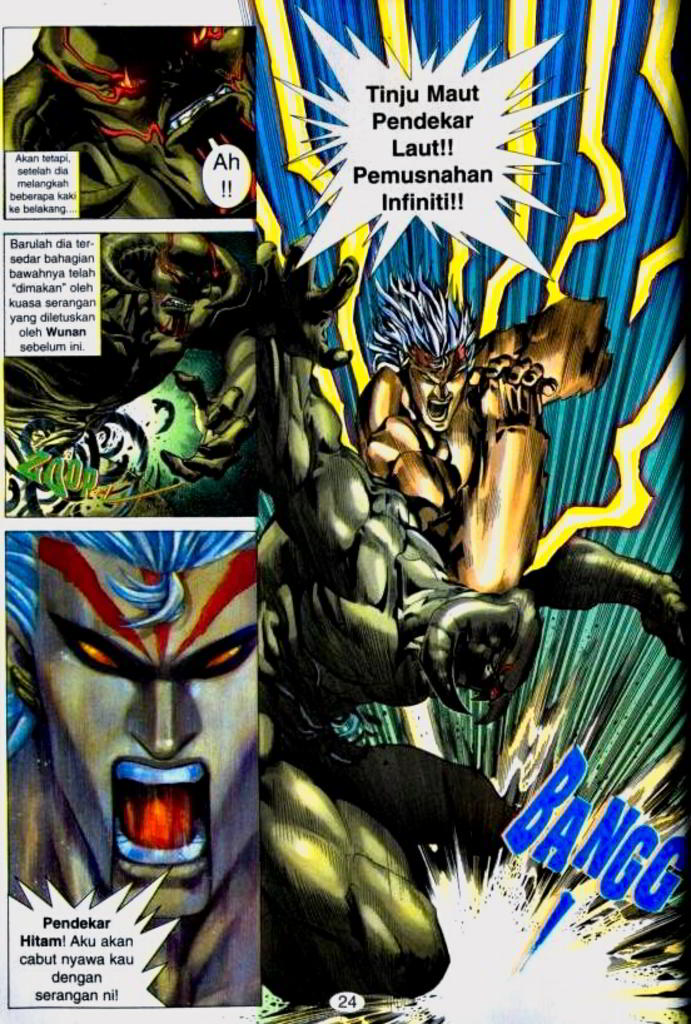 Akan tetapi,
setelah dia
melangkah
beberapa kaki
ke belakang....
Ah
!!
Barulah dia ter-
sedar bahagian
bawahnya telah
"dimakan" oleh
kuasa serangan
yang diletuskan
oleh Wunan
sebelum ini.
Pendekar
Hitam! Aku akan
cabut nyawa kau
dengan
serangan ni!
Tinju Maut
Pendekar
Laut!!
Pemusnahan
Infiniti!!
BANGG
!
24